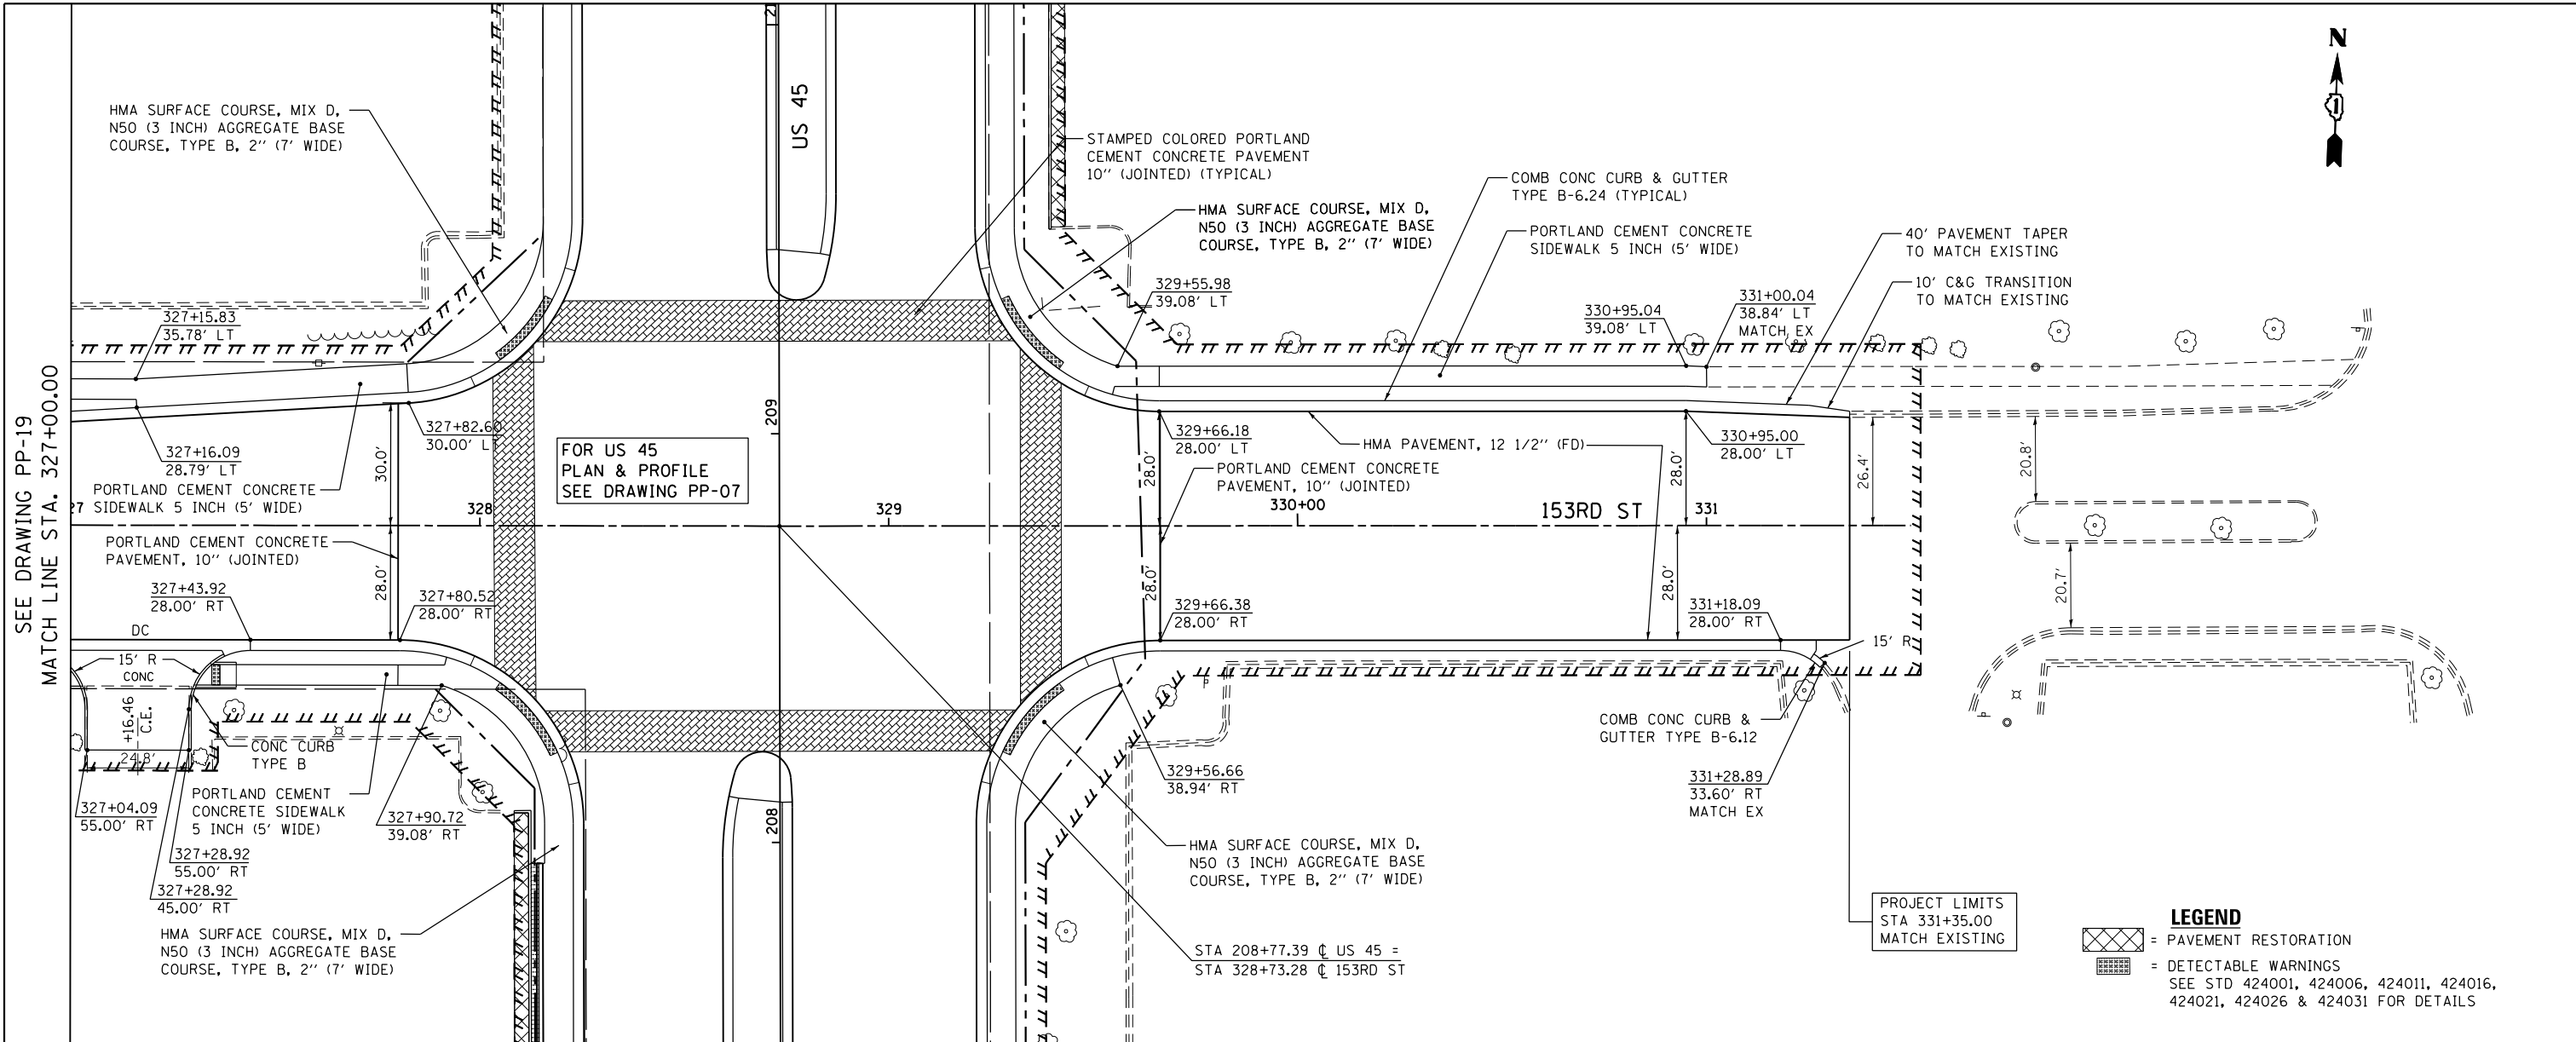 SEE DRAWING PP-19
MATCH LINE STA. 327+00.00
HMA SURFACE COURSE, MIX D,
N50 (3 INCH) AGGREGATE BASE
COURSE, TYPE B, 2'' (7' WIDE)
21
US 45
STAMPED COLORED PORTLAND
CEMENT CONCRETE PAVEMENT
10'' (JOINTED) (TYPICAL)
HMA SURFACE COURSE, MIX D,
N50 (3 INCH) AGGREGATE BASE
COURSE, TYPE B, 2'' (7' WIDE)
COMB CONC CURB & GUTTER
TYPE B-6.24 (TYPICAL)
PORTLAND CEMENT CONCRETE
SIDEWALK 5 INCH (5' WIDE)
40' PAVEMENT TAPER
TO MATCH EXISTING
10' C&G TRANSITION
TO MATCH EXISTING
N
1
327+15.83
35.78' LT
329+55.98
39.08' LT
330+95.04
39.08' LT
331+00.04
38.84' LT
MATCH EX
327+16.09
28.79' LT
327+82.60
30.00' LT
209
FOR US 45
PLAN & PROFILE
SEE DRAWING PP-07
329+66.18
28.00' LT
HMA PAVEMENT, 12 1/2'' (FD)
330+95.00
28.00' LT
PORTLAND CEMENT CONCRETE
SIDEWALK 5 INCH (5' WIDE)
PORTLAND CEMENT CONCRETE
PAVEMENT, 10'' (JOINTED)
30.0'
28.0'
28.0'
26.4'
20.8'
27
328
329
330+00
153RD ST
331
PORTLAND CEMENT CONCRETE
PAVEMENT, 10'' (JOINTED)
28.0'
28.0'
28.0'
20.7'
327+43.92
28.00' RT
327+80.52
28.00' RT
329+66.38
28.00' RT
331+18.09
28.00' RT
DC
15' R
CONC
15' R
+16.46
C.E.
24.8'
CONC CURB
TYPE B
COMB CONC CURB &
GUTTER TYPE B-6.12
327+04.09
55.00' RT
PORTLAND CEMENT
CONCRETE SIDEWALK
5 INCH (5' WIDE)
327+90.72
39.08' RT
208
329+56.66
38.94' RT
331+28.89
33.60' RT
MATCH EX
327+28.92
55.00' RT
327+28.92
45.00' RT
HMA SURFACE COURSE, MIX D,
N50 (3 INCH) AGGREGATE BASE
COURSE, TYPE B, 2'' (7' WIDE)
HMA SURFACE COURSE, MIX D,
N50 (3 INCH) AGGREGATE BASE
COURSE, TYPE B, 2'' (7' WIDE)
STA 208+77.39 ℄ US 45 =
STA 328+73.28 ℄ 153RD ST
PROJECT LIMITS
STA 331+35.00
MATCH EXISTING
LEGEND
= PAVEMENT RESTORATION
= DETECTABLE WARNINGS
SEE STD 424001, 424006, 424011, 424016,
424021, 424026 & 424031 FOR DETAILS